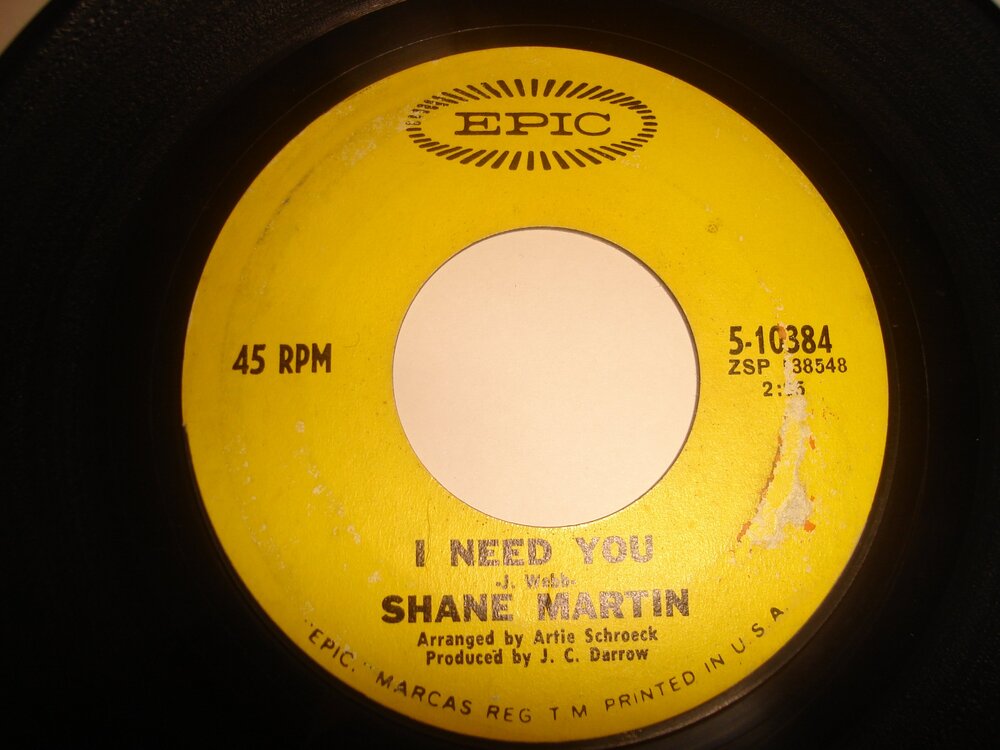 EPIC
45 RPM
5-10384
ZSP 138548
I NEED YOU
-J. Webb-
SHANE MARTIN
Arranged by Artie Schroeck
Produced by J. C. Darrow
"EPIC," MARCAS REG T M PRINTED IN U.S.A.